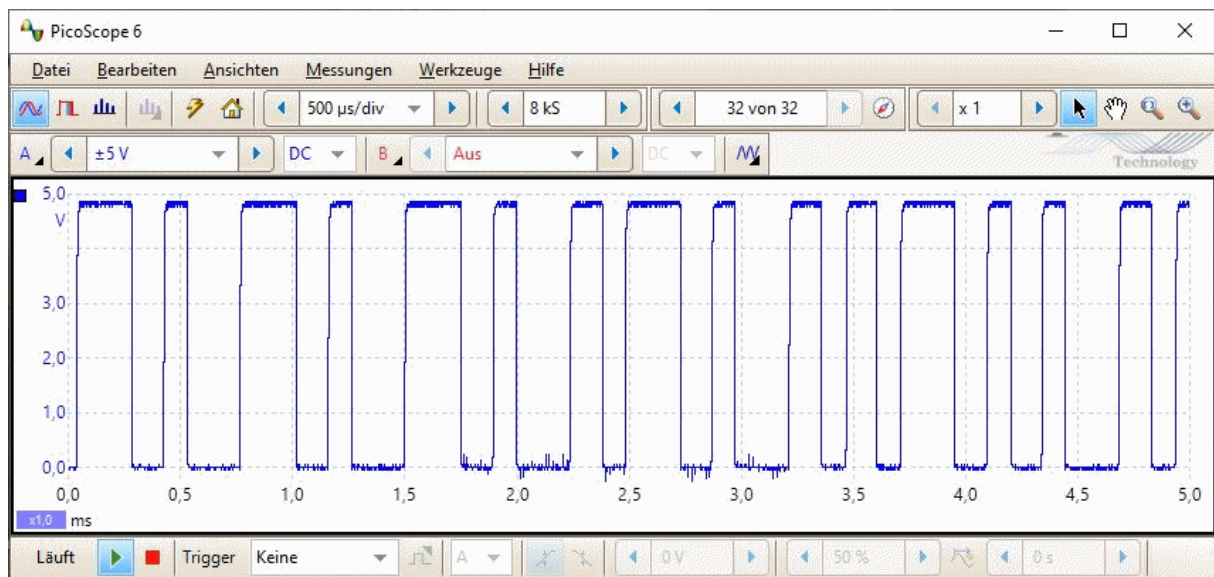 PicoScope 6
Datei Bearbeiten Ansichten Messungen Werkzeuge Hilfe
500 µs/div 8 kS 32 von 32 x 1
A ±5 V DC B Aus DC
Technology
5,0
V
3,0
2,0
1,0
0,0
0,0 0,5 1,0 1,5 2,0 2,5 3,0 3,5 4,0 4,5 5,0
x1,0 ms
Läuft Trigger Keine A 0 V 50 % 0 s